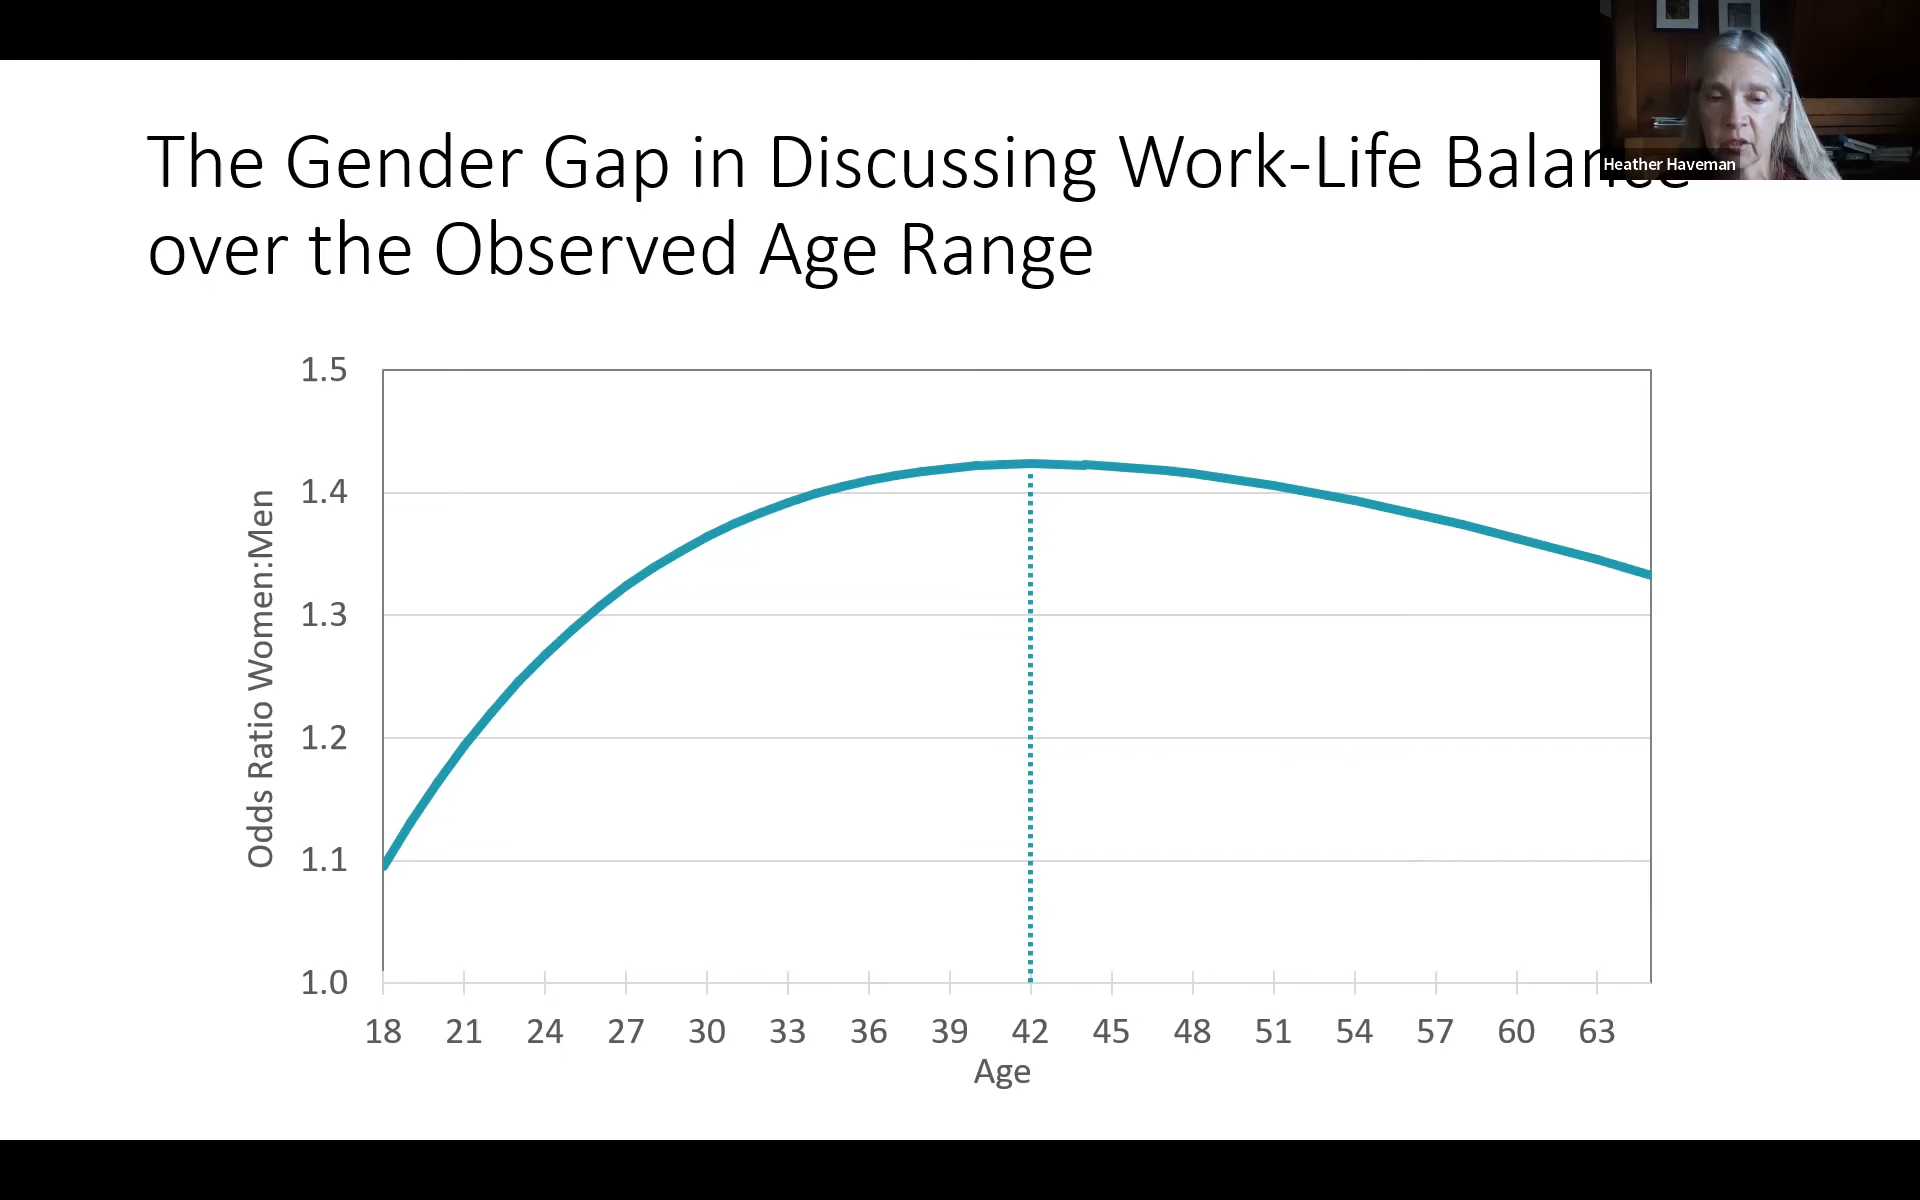 The Gender Gap in Discussing Work-Life Balance
over the Observed Age Range
Heather Haveman
Odds Ratio Women:Men
1.5
1.4
1.3
1.2
1.1
1.0
18 21 24 27 30 33 36 39 42 45 48 51 54 57 60 63
Age